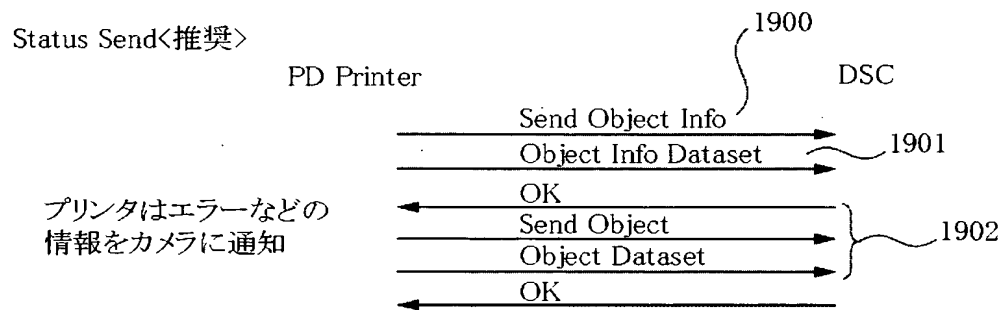 1900
Status Send<推奨>
PD Printer
DSC
Send Object Info
Object Info Dataset
1901
OK
プリンタはエラーなどの
情報をカメラに通知
Send Object
1902
Object Dataset
OK